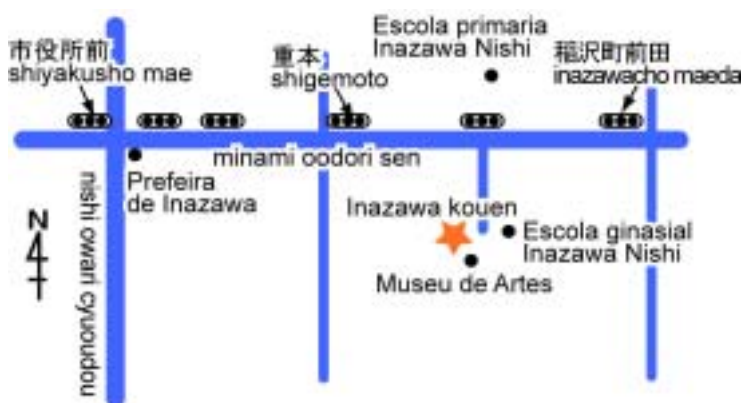 市役所前
shiyakusho mae
重本
shigemoto
Escola primaria
Inazawa Nishi
稲沢町前田
inazawacho maeda
minami oodori sen
Prefeira
de Inazawa
nishi owari cyuoudou
N
Inazawa kouen
Escola ginasial
Inazawa Nishi
Museu de Artes